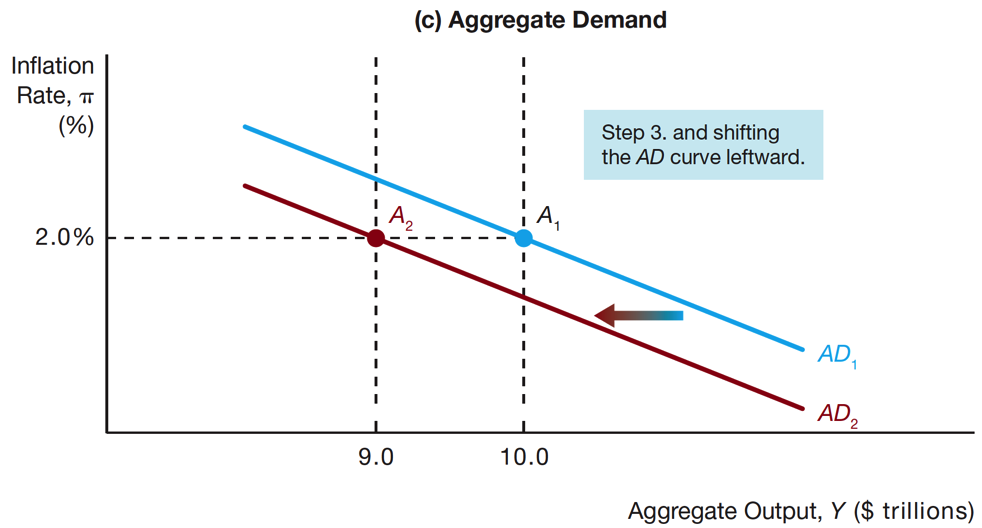 (c) Aggregate Demand
Inflation
Rate, π
(%)
Step 3. and shifting
the AD curve leftward.
A₂
A₁
2.0%
AD₁
AD₂
9.0
10.0
Aggregate Output, Y ($ trillions)